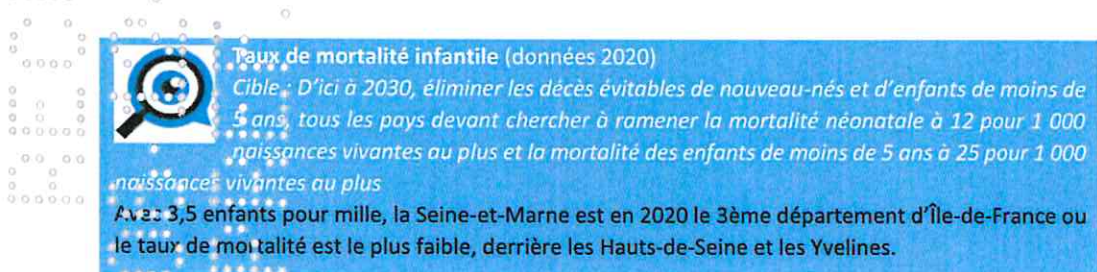 Taux de mortalité infantile (données 2020)
Cible : D'ici à 2030, éliminer les décès évitables de nouveau-nés et d'enfants de moins de
5 ans, tous les pays devant chercher à ramener la mortalité néonatale à 12 pour 1 000
naissances vivantes au plus et la mortalité des enfants de moins de 5 ans à 25 pour 1 000
naissances vivantes au plus
Avec 3,5 enfants pour mille, la Seine-et-Marne est en 2020 le 3ème département d'Île-de-France ou
le taux de mortalité est le plus faible, derrière les Hauts-de-Seine et les Yvelines.